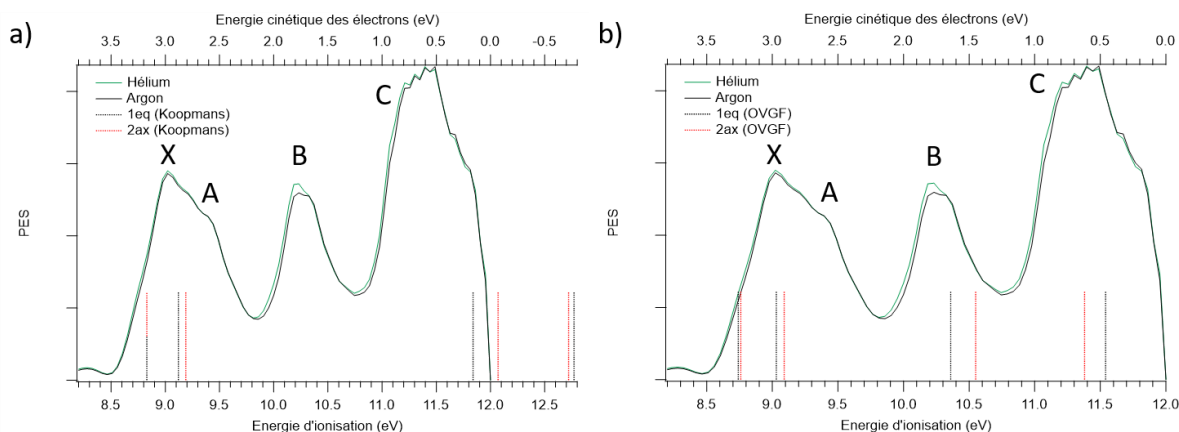 a)
Energie cinétique des électrons (eV)
3.5 3.0 2.5 2.0 1.5 1.0 0.5 0.0 -0.5
Hélium
Argon
1eq (Koopmans)
2ax (Koopmans)
X
A
B
C
PES
8.5 9.0 9.5 10.0 10.5 11.0 11.5 12.0 12.5
Energie d'ionisation (eV)
b)
Energie cinétique des électrons (eV)
3.5 3.0 2.5 2.0 1.5 1.0 0.5 0.0
Hélium
Argon
1eq (OVGF)
2ax (OVGF)
X
A
B
C
PES
8.5 9.0 9.5 10.0 10.5 11.0 11.5 12.0
Energie d'ionisation (eV)